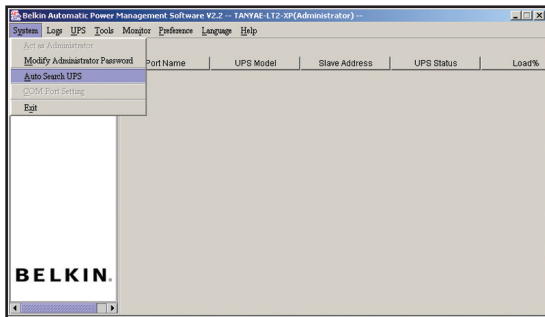 Belkin Automatic Power Management Software V2.2 -- TANYAE-LT2-XP(Administrator) --
System Logs UPS Tools Monitor Preference Language Help
Act as Administrator
Modify Administrator Password
Auto Search UPS
COM Port Setting
Exit
Port Name UPS Model Slave Address UPS Status Load%
BELKIN.